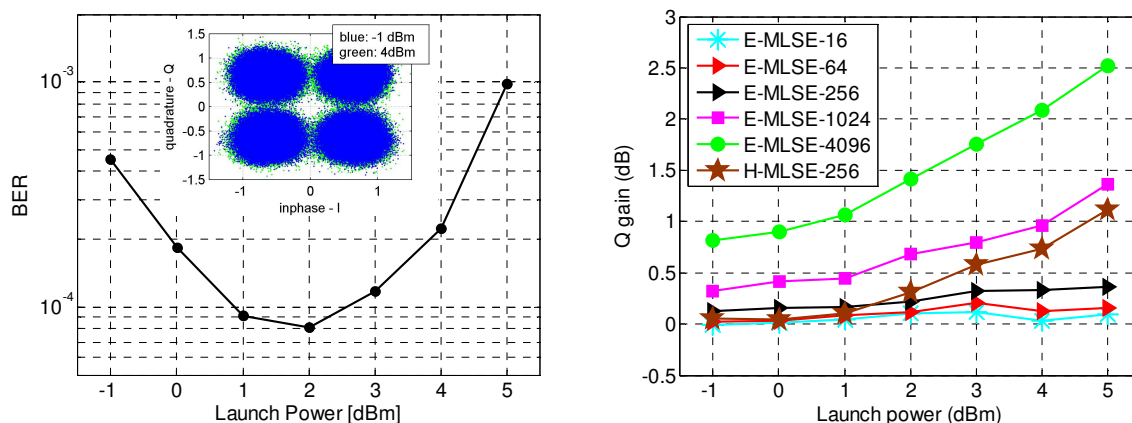 10^-3
10^-4
BER
-1 0 1 2 3 4 5
Launch Power [dBm]
blue: -1 dBm
green: 4dBm
1.5
1
0.5
0
-0.5
-1
-1.5
quadrature - Q
-1 0 1
inphase - I
3
2.5
2
1.5
1
0.5
0
-0.5
Q gain (dB)
E-MLSE-16
E-MLSE-64
E-MLSE-256
E-MLSE-1024
E-MLSE-4096
H-MLSE-256
-1 0 1 2 3 4 5
Launch power (dBm)